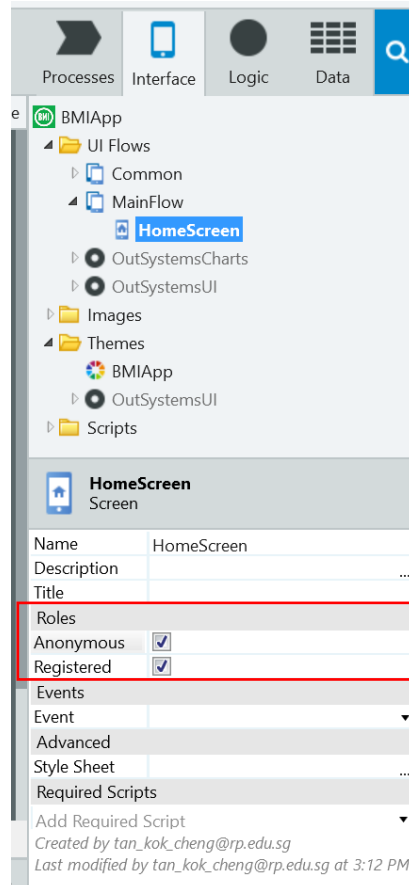 Processes Interface Logic Data
e
BMI BMIApp
UI Flows
Common
MainFlow
HomeScreen
OutSystemsCharts
OutSystemsUI
Images
Themes
BMIApp
OutSystemsUI
Scripts
HomeScreen
Screen
Name HomeScreen
Description ...
Title
Roles
Anonymous
Registered
Events
Event
Advanced
Style Sheet ...
Required Scripts
Add Required Script
Created by tan_kok_cheng@rp.edu.sg
Last modified by tan_kok_cheng@rp.edu.sg at 3:12 PM